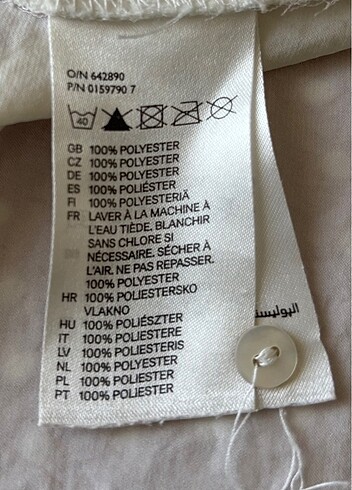 O/N 642890
P/N 0159790 7
40
GB 100% POLYESTER
CZ 100% POLYESTER
DE 100% POLYESTER
ES 100% POLIÉSTER
FI 100% POLYESTERIÄ
FR LAVER À LA MACHINE À
L'EAU TIÈDE. BLANCHIR
SANS CHLORE SI
NÉCESSAIRE. SÉCHER À
L'AIR. NE PAS REPASSER.
100% POLYESTER
HR 100% POLIESTERSKO
VLAKNO
HU 100% POLIÉSZTER
IT 100% POLIESTERE
LV 100% POLIESTERIS
NL 100% POLYESTER
PL 100% POLIESTER
PT 100% POLIESTER